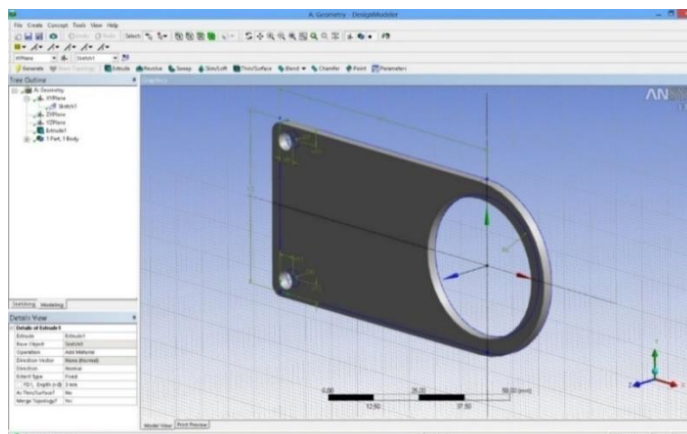 A: Geometry - DesignModeler
File Create Concept Tools View Help
Select:
XYPlane Sketch1
Generate Extrude Revolve Sweep Skin/Loft Thin/Surface Blend Chamfer Point Parameters
Tree Outline
Graphics
A: Geometry
XYPlane
Sketch1
ZXPlane
YZPlane
Extrude1
1 Part, 1 Body
Sketching Modeling
Details View
Details of Extrude1
Extrude Extrude1
Base Object Sketch1
Operation Add Material
Direction Vector None (Normal)
Direction Normal
Extent Type Fixed
FD1, Depth (>0) 3 mm
As Thin/Surface? No
Merge Topology? No
0.00 25.00 50.00 (mm)
12.50 37.50
Model View Print Preview